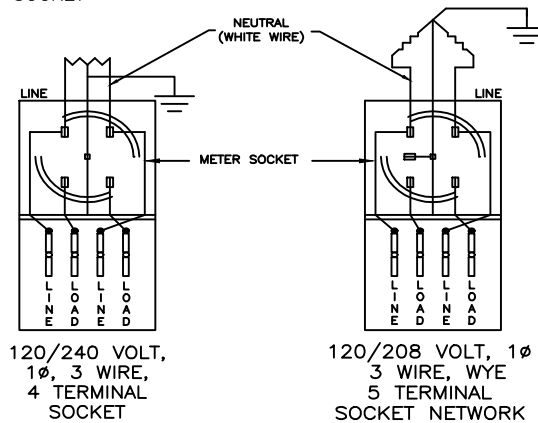 NEUTRAL
(WHITE WIRE)
LINE
LINE
METER SOCKET
LINE
LOAD
LINE
LOAD
LINE
LOAD
LINE
LOAD
120/240 VOLT,
1ø, 3 WIRE,
4 TERMINAL
SOCKET
120/208 VOLT, 1ø
3 WIRE, WYE
5 TERMINAL
SOCKET NETWORK